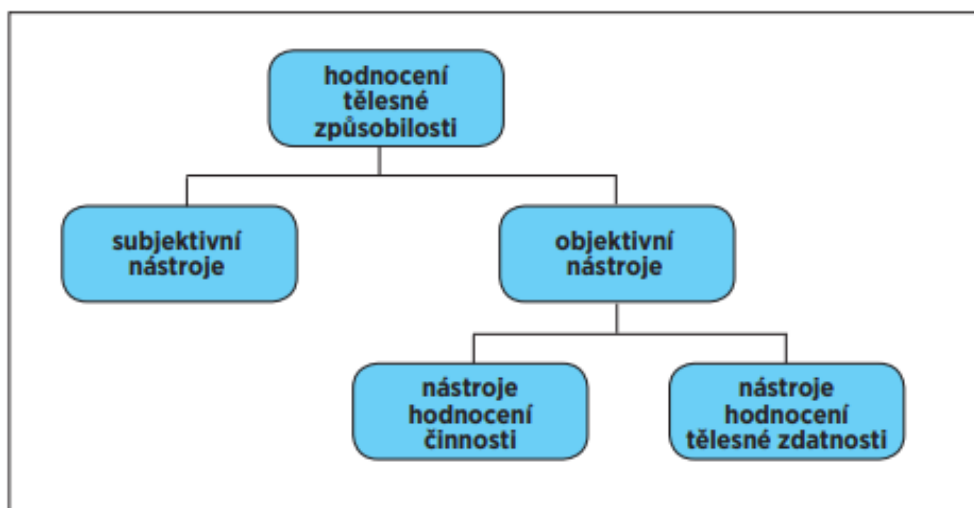 hodnocení
tělesné
způsobilosti
subjektivní
nástroje
objektivní
nástroje
nástroje
hodnocení
činnosti
nástroje
hodnocení
tělesné zdatnosti